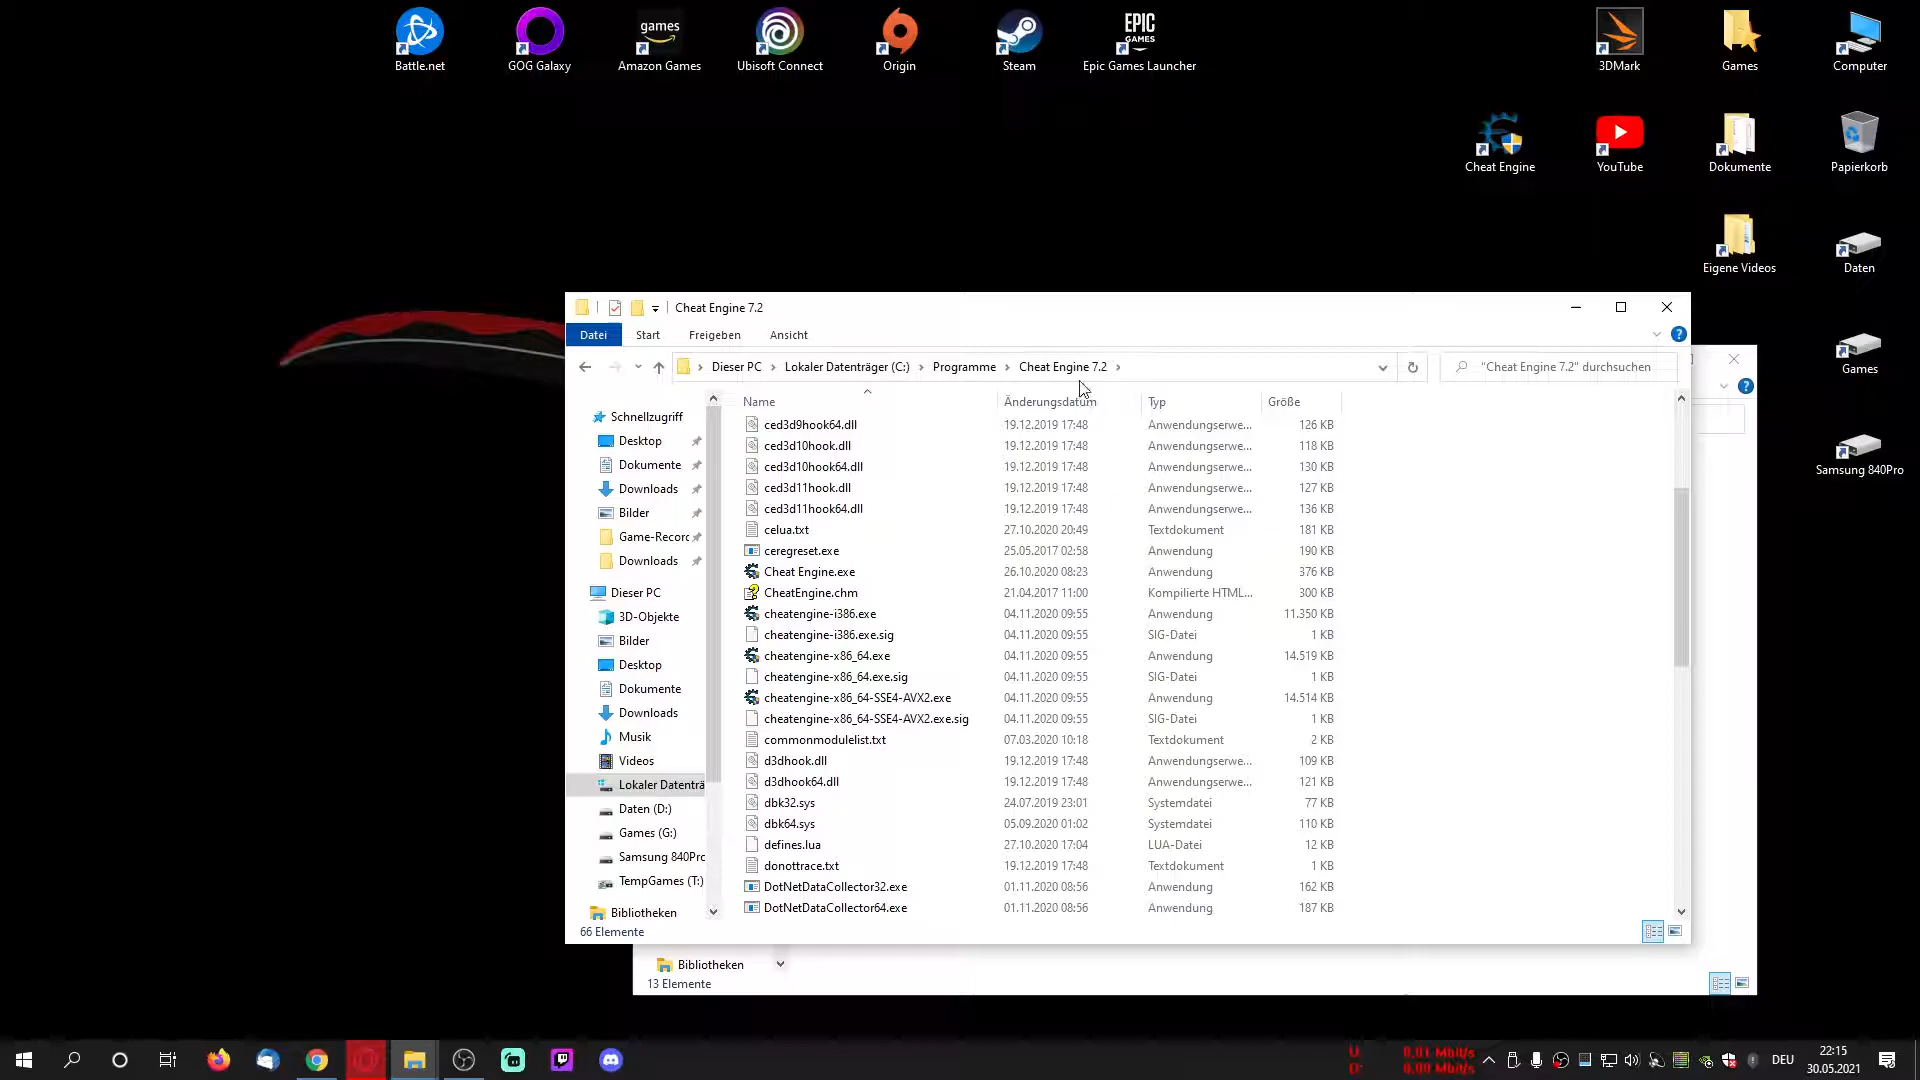 Battle.net
GOG Galaxy
games
Amazon Games
Ubisoft Connect
Origin
Steam
EPIC
GAMES
Epic Games Launcher
3DMark
Games
Computer
Cheat Engine
YouTube
Dokumente
Papierkorb
Eigene Videos
Daten
Games
Samsung 840Pro
Cheat Engine 7.2
Datei Start Freigeben Ansicht
Dieser PC Lokaler Datenträger (C:) Programme Cheat Engine 7.2
"Cheat Engine 7.2" durchsuchen
Name Änderungsdatum Typ Größe
Schnellzugriff
Desktop
Dokumente
Downloads
Bilder
Game-Recor
Downloads
Dieser PC
3D-Objekte
Bilder
Desktop
Dokumente
Downloads
Musik
Videos
Lokaler Datenträ
Daten (D:)
Games (G:)
Samsung 840Pro
TempGames (T:)
Bibliotheken
ced3d9hook64.dll 19.12.2019 17:48 Anwendungserwe... 126 KB
ced3d10hook.dll 19.12.2019 17:48 Anwendungserwe... 118 KB
ced3d10hook64.dll 19.12.2019 17:48 Anwendungserwe... 130 KB
ced3d11hook.dll 19.12.2019 17:48 Anwendungserwe... 127 KB
ced3d11hook64.dll 19.12.2019 17:48 Anwendungserwe... 136 KB
celua.txt 27.10.2020 20:49 Textdokument 181 KB
ceregreset.exe 25.05.2017 02:58 Anwendung 190 KB
Cheat Engine.exe 26.10.2020 08:23 Anwendung 376 KB
CheatEngine.chm 21.04.2017 11:00 Kompilierte HTML... 300 KB
cheatengine-i386.exe 04.11.2020 09:55 Anwendung 11.350 KB
cheatengine-i386.exe.sig 04.11.2020 09:55 SIG-Datei 1 KB
cheatengine-x86_64.exe 04.11.2020 09:55 Anwendung 14.519 KB
cheatengine-x86_64.exe.sig 04.11.2020 09:55 SIG-Datei 1 KB
cheatengine-x86_64-SSE4-AVX2.exe 04.11.2020 09:55 Anwendung 14.514 KB
cheatengine-x86_64-SSE4-AVX2.exe.sig 04.11.2020 09:55 SIG-Datei 1 KB
commonmodulelist.txt 07.03.2020 10:18 Textdokument 2 KB
d3dhook.dll 19.12.2019 17:48 Anwendungserwe... 109 KB
d3dhook64.dll 19.12.2019 17:48 Anwendungserwe... 121 KB
dbk32.sys 24.07.2019 23:01 Systemdatei 77 KB
dbk64.sys 05.09.2020 01:02 Systemdatei 110 KB
defines.lua 27.10.2020 17:04 LUA-Datei 12 KB
donottrace.txt 19.12.2019 17:48 Textdokument 1 KB
DotNetDataCollector32.exe 01.11.2020 08:56 Anwendung 162 KB
DotNetDataCollector64.exe 01.11.2020 08:56 Anwendung 187 KB
66 Elemente
Bibliotheken
13 Elemente
U: 0.01 Mbit/s
D: 0.00 Mbit/s
DEU
22:15
30.05.2021